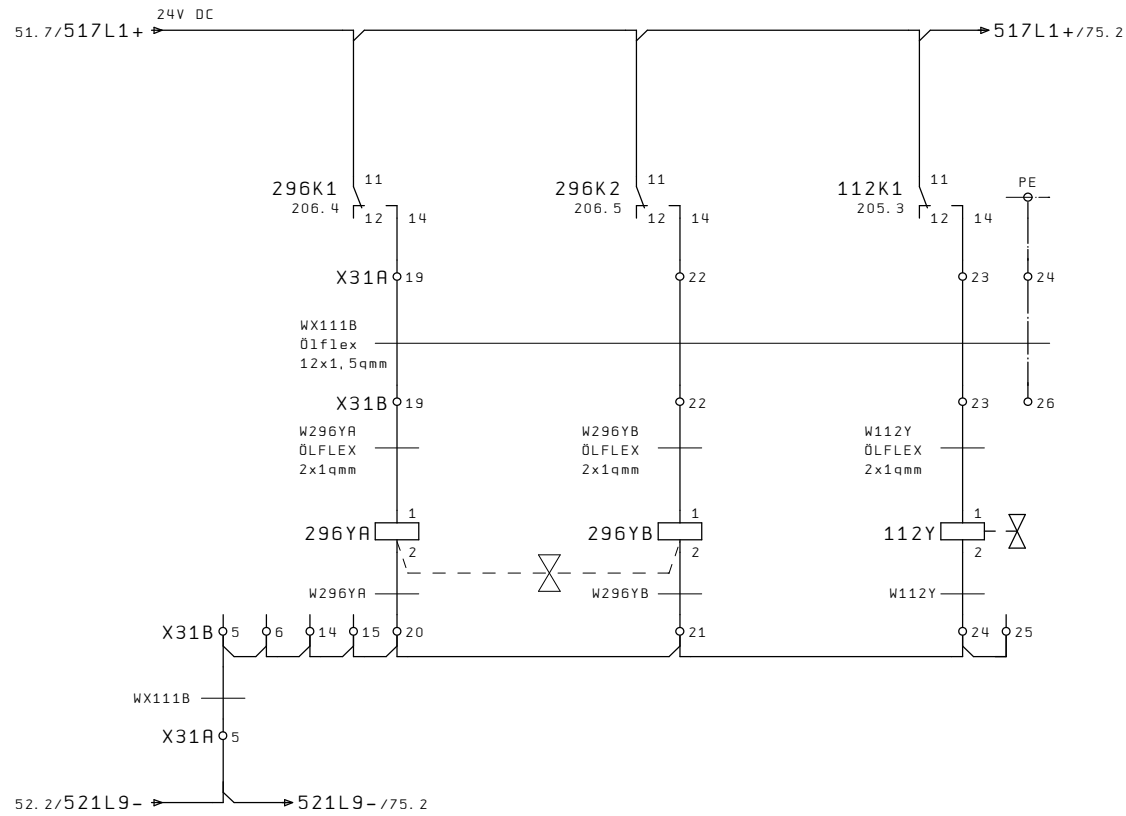 24V DC
51.7/517L1+
517L1+/75.2
296K1
206.4
11
12
14
296K2
206.5
11
12
14
112K1
205.3
11
12
14
PE
X31A
19
22
23
24
WX111B
Ölflex
12x1,5qmm
X31B
19
22
23
26
W296YA
ÖLFLEX
2x1qmm
W296YB
ÖLFLEX
2x1qmm
W112Y
ÖLFLEX
2x1qmm
296YA
1
2
296YB
1
2
112Y
1
2
W296YA
W296YB
W112Y
X31B
5
6
14
15
20
21
24
25
WX111B
X31A
5
52.2/521L9-
521L9-/75.2